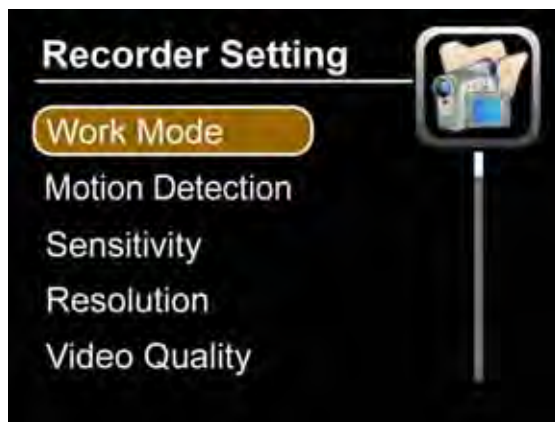 Recorder Setting
Work Mode
Motion Detection
Sensitivity
Resolution
Video Quality